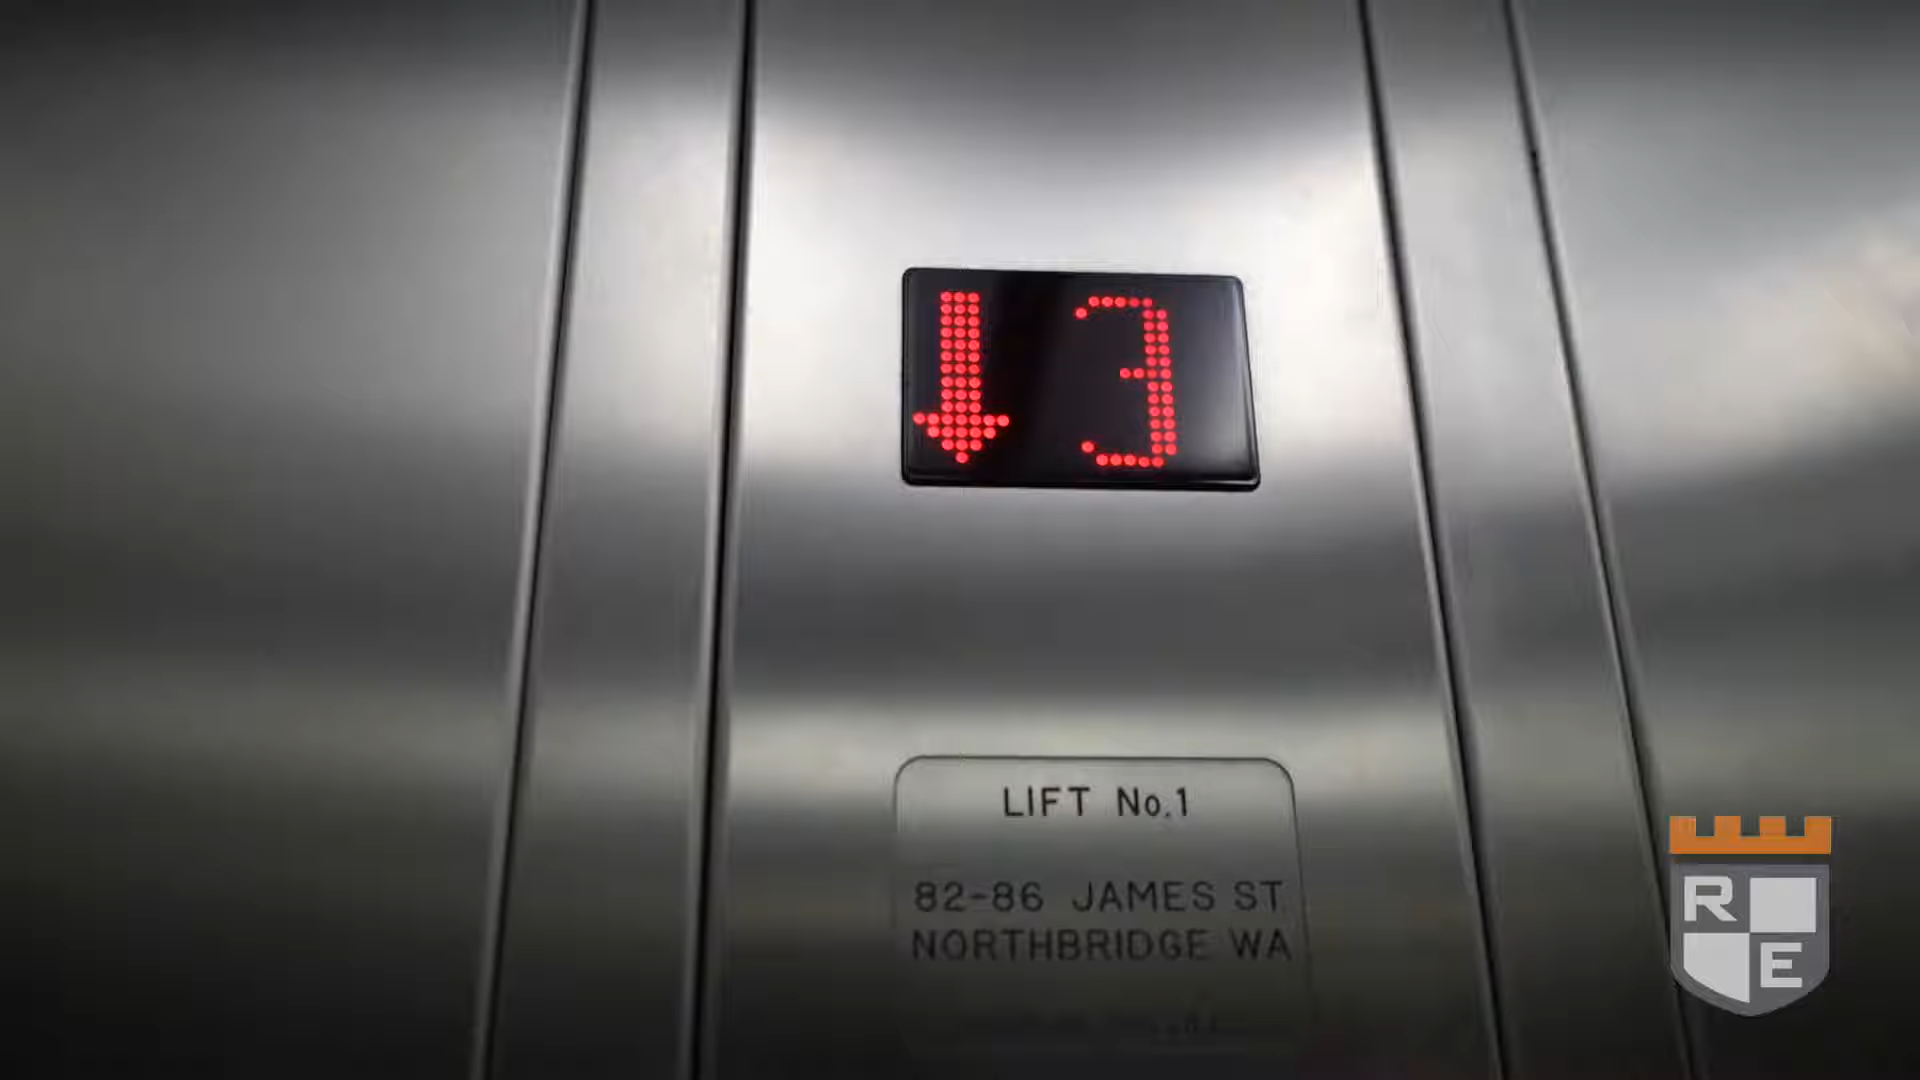 ↓ 3
LIFT No.1
82-86 JAMES ST
NORTHBRIDGE WA
R
E